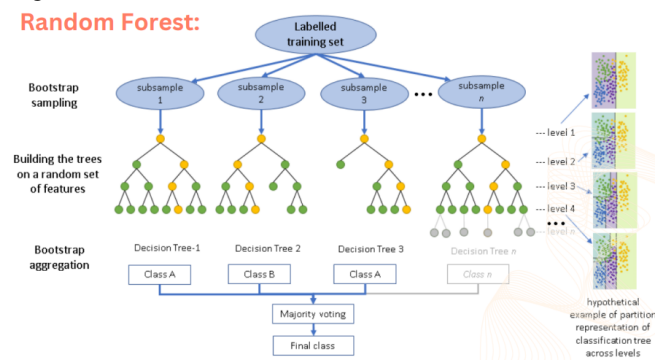 Random Forest:
Labelled
training set
Bootstrap
sampling
subsample
1
subsample
2
subsample
3
•••
subsample
n
Building the trees
on a random set
of features
--- level 1
--- level 2
--- level 3
--- level 4
•••
level n
Bootstrap
aggregation
Decision Tree-1
Decision Tree 2
Decision Tree 3
Decision Tree n
Class A
Class B
Class A
Class n
Majority voting
Final class
hypothetical
example of partition
representation of
classification tree
across levels